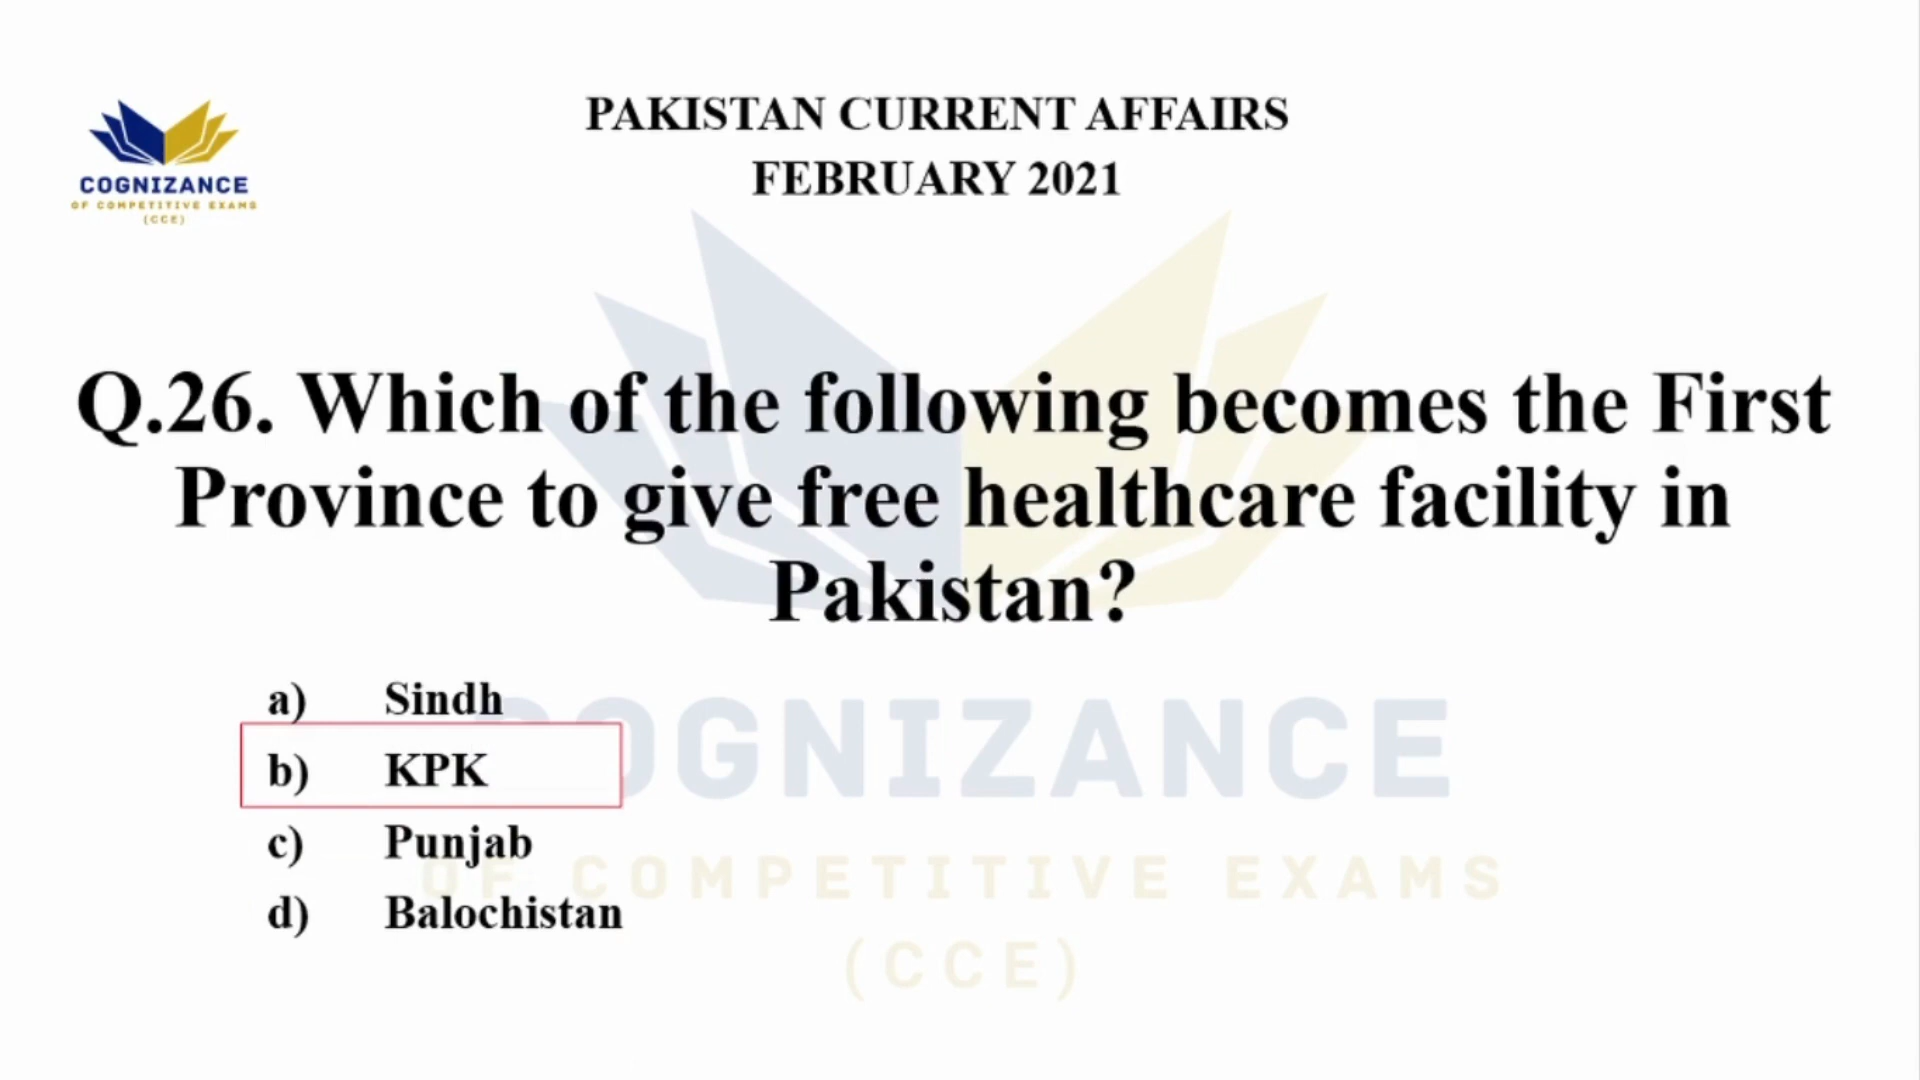 PAKISTAN CURRENT AFFAIRS
FEBRUARY 2021
COGNIZANCE
OF COMPETITIVE EXAMS
(CCE)
Q.26. Which of the following becomes the First
Province to give free healthcare facility in
Pakistan?
a) Sindh
b) KPK
c) Punjab
d) Balochistan
COGNIZANCE
OF COMPETITIVE EXAMS
(CCE)